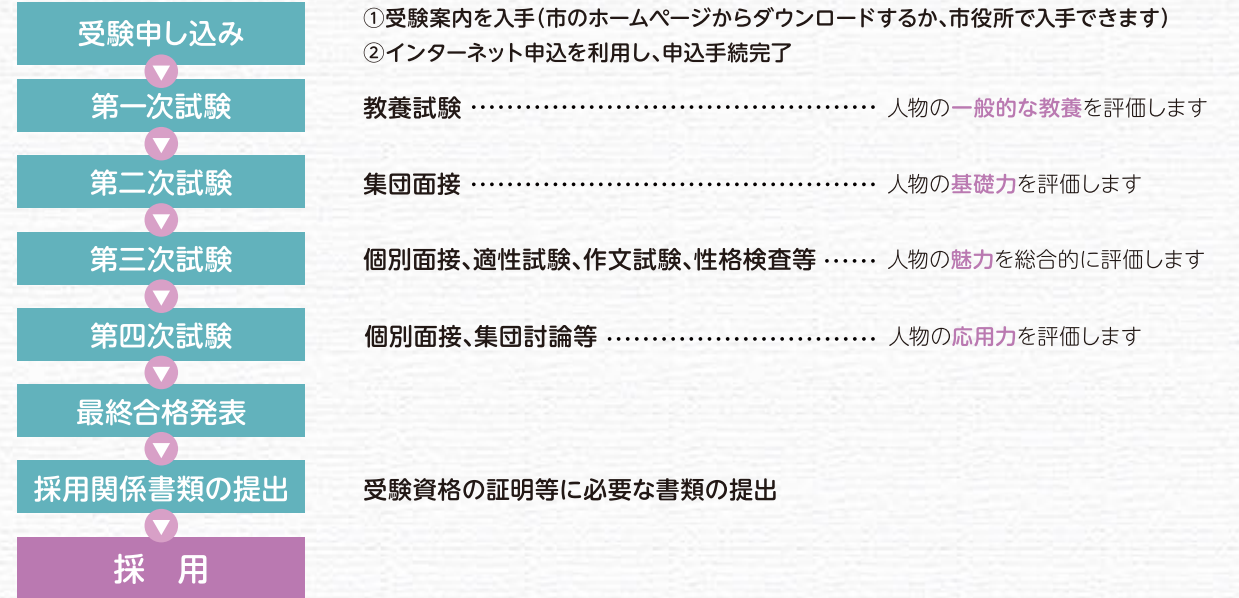 受験申し込み
①受験案内を入手(市のホームページからダウンロードするか、市役所で入手できます)
②インターネット申込を利用し、申込手続完了
第一次試験
教養試験 ………………………………………… 人物の一般的な教養を評価します
第二次試験
集団面接 ………………………………………… 人物の基礎力を評価します
第三次試験
個別面接、適性試験、作文試験、性格検査等 …… 人物の魅力を総合的に評価します
第四次試験
個別面接、集団討論等 ………………………… 人物の応用力を評価します
最終合格発表
採用関係書類の提出
受験資格の証明等に必要な書類の提出
採 用